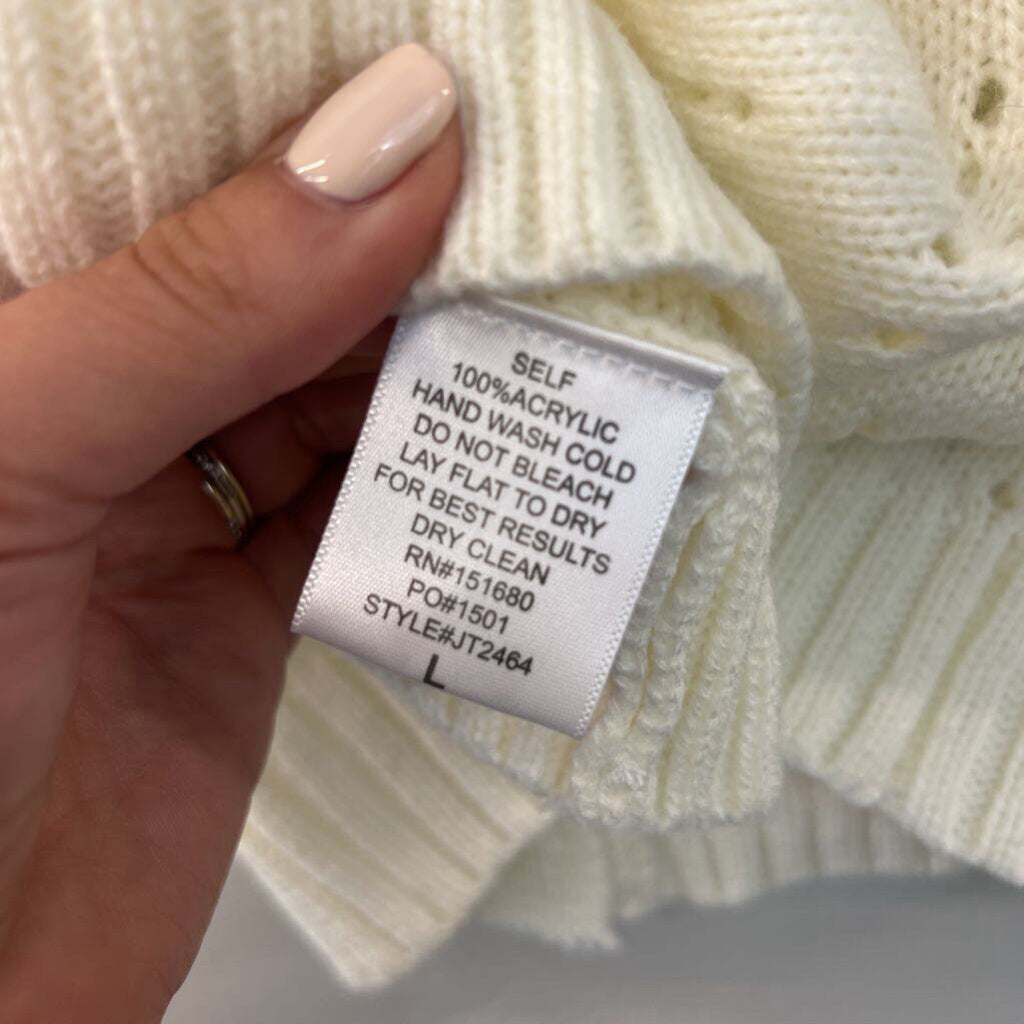 SELF
100%ACRYLIC
HAND WASH COLD
DO NOT BLEACH
LAY FLAT TO DRY
FOR BEST RESULTS
DRY CLEAN
RN#151680
PO#1501
STYLE#JT2464
L